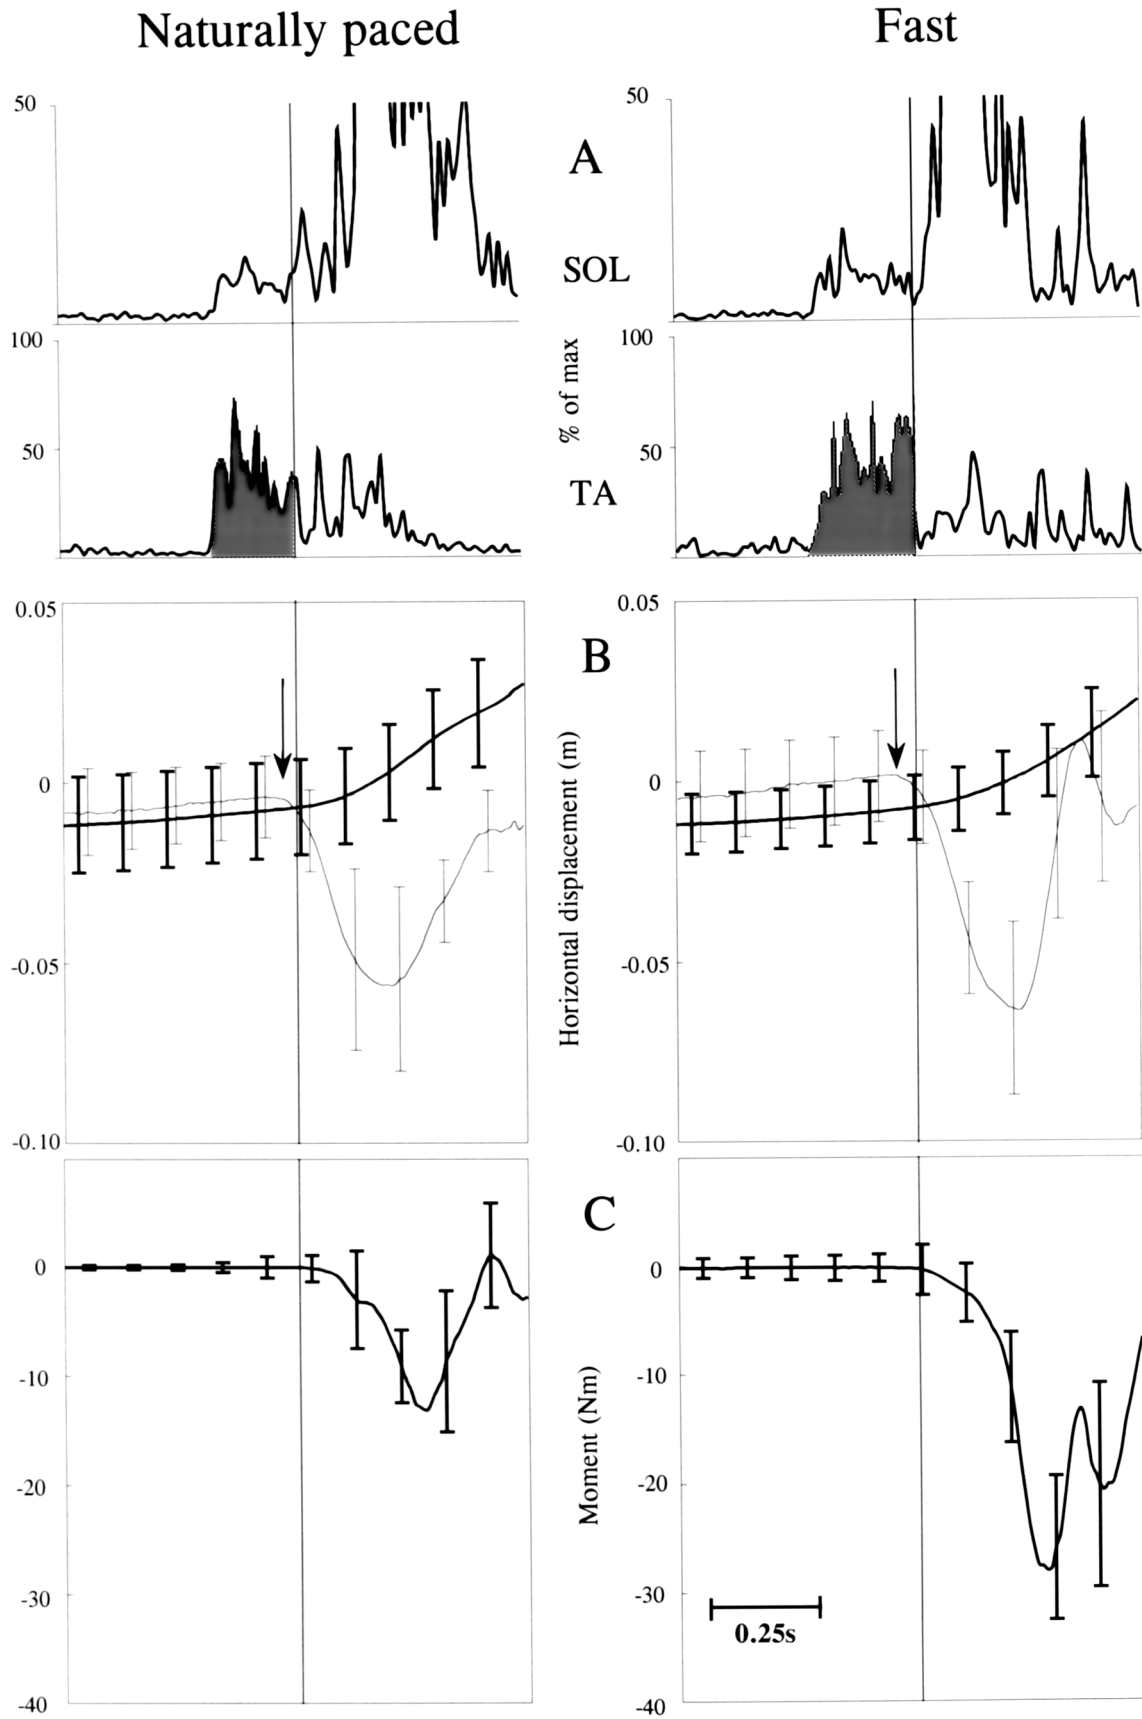 Naturally paced Fast
50 50
A
SOL
100 100
% of max
50 50
TA
0.05 0.05
B
0 0
Horizontal displacement (m)
-0.05 -0.05
-0.10 -0.10
C
0 0
-10 -10
Moment (Nm)
-20 -20
-30 -30
0.25s
-40 -40